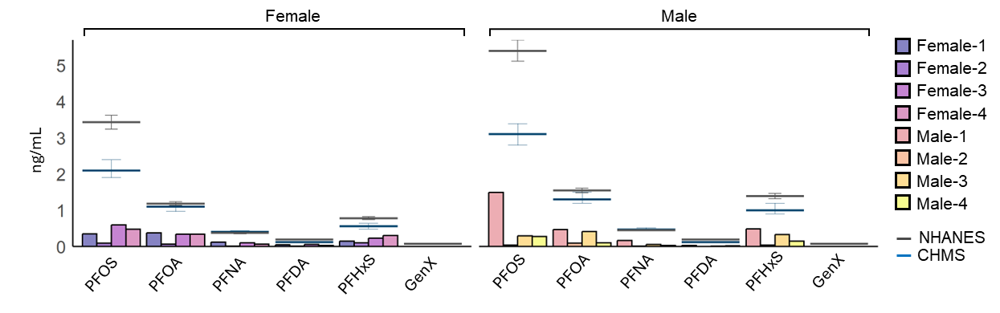 Female
Male
ng/mL
5
4
3
2
1
0
PFOS
PFOA
PFNA
PFDA
PFHxS
GenX
PFOS
PFOA
PFNA
PFDA
PFHxS
GenX
Female-1
Female-2
Female-3
Female-4
Male-1
Male-2
Male-3
Male-4
NHANES
CHMS